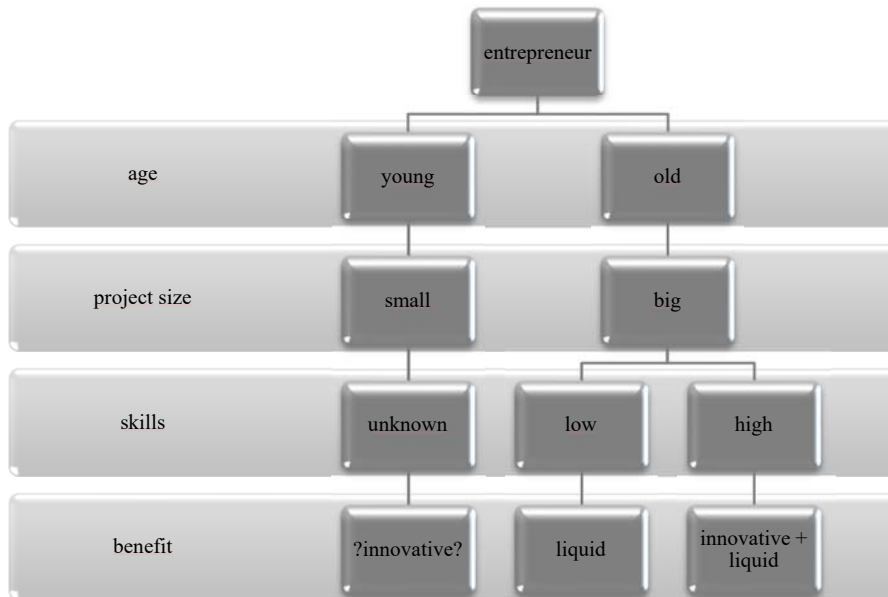 entrepreneur
age
young
old
project size
small
big
skills
unknown
low
high
benefit
?innovative?
liquid
innovative +
liquid